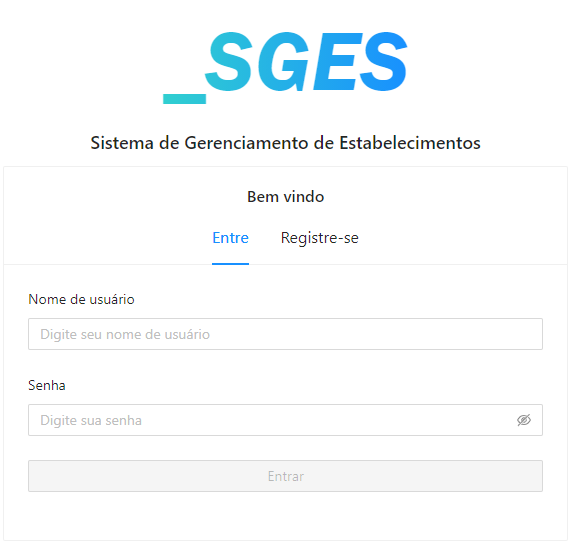 _SGES
Sistema de Gerenciamento de Estabelecimentos
Bem vindo
Entre Registre-se
Nome de usuário
Digite seu nome de usuário
Senha
Digite sua senha
Entrar